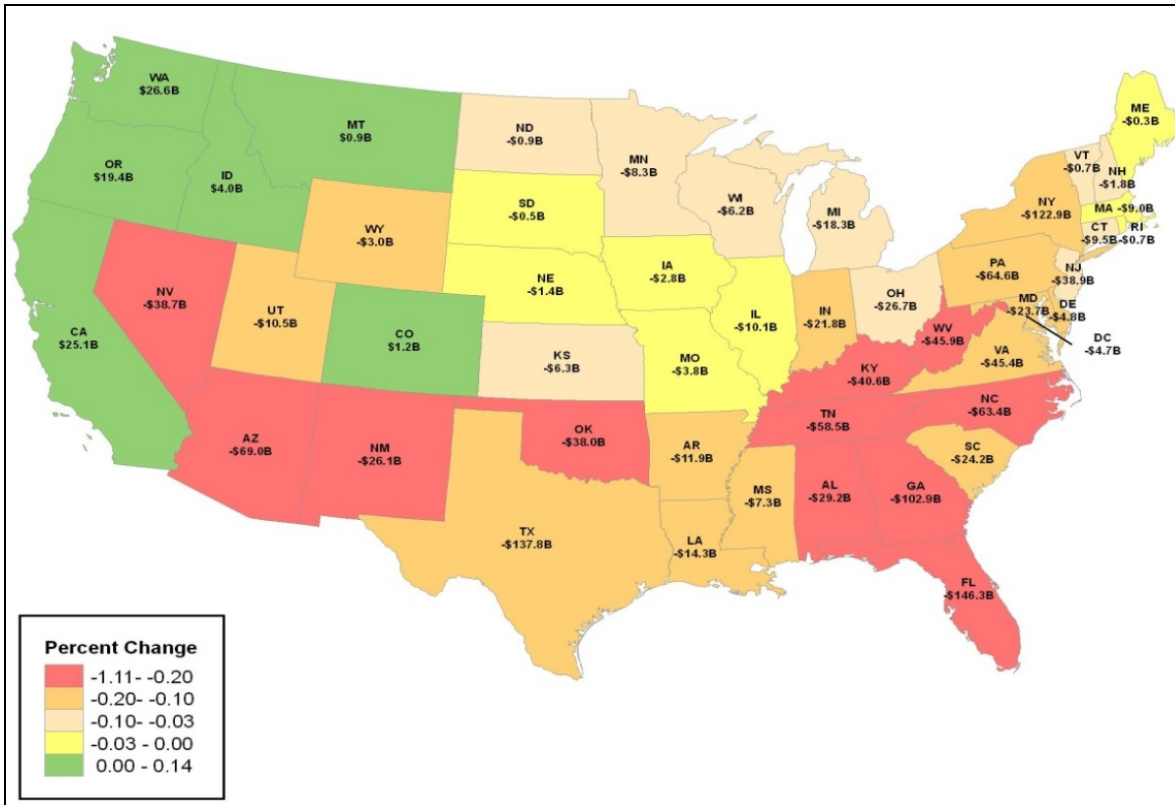 WA
$26.6B
OR
$19.4B
ID
$4.0B
MT
$0.9B
ND
-$0.9B
MN
-$8.3B
WI
-$6.2B
MI
-$18.3B
ME
-$0.3B
VT
-$0.7B
NH
-$1.8B
NY
-$122.9B
MA -$9.0B
CT
-$9.5B
RI
-$0.7B
SD
-$0.5B
WY
-$3.0B
NE
-$1.4B
IA
-$2.8B
PA
-$64.6B
NJ
-$38.9B
NV
-$38.7B
UT
-$10.5B
CA
$25.1B
CO
$1.2B
KS
-$6.3B
MO
-$3.8B
IL
-$10.1B
IN
-$21.8B
OH
-$26.7B
MD
-$23.7B
DE
-$4.8B
DC
-$4.7B
WV
-$45.9B
VA
-$45.4B
KY
-$40.6B
AZ
-$69.0B
NM
-$26.1B
OK
-$38.0B
AR
-$11.9B
TN
-$58.5B
NC
-$63.4B
SC
-$24.2B
TX
-$137.8B
LA
-$14.3B
MS
-$7.3B
AL
-$29.2B
GA
-$102.9B
FL
-$146.3B
Percent Change
-1.11- -0.20
-0.20- -0.10
-0.10- -0.03
-0.03 - 0.00
0.00 - 0.14